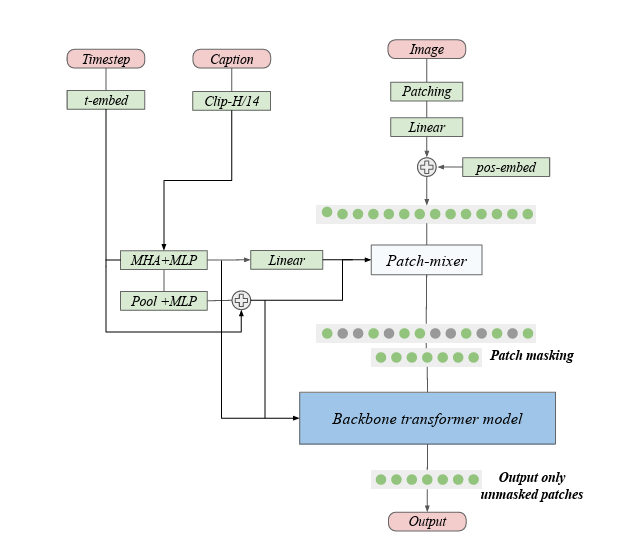 Image
Timestep
Caption
Patching
t-embed
Clip-H/14
Linear
pos-embed
MHA+MLP
Linear
Patch-mixer
Pool +MLP
Patch masking
Backbone transformer model
Output only
unmasked patches
Output